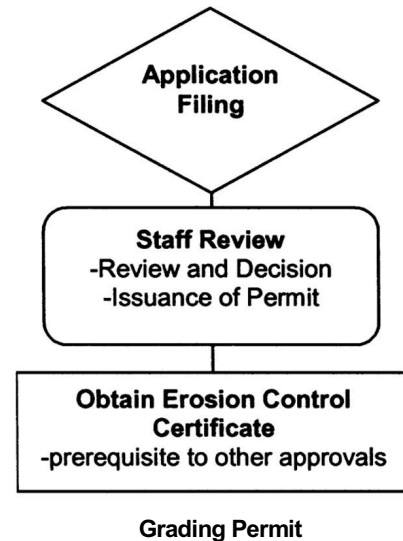 Application
Filing
Staff Review
-Review and Decision
-Issuance of Permit
Obtain Erosion Control
Certificate
-prerequisite to other approvals
Grading Permit